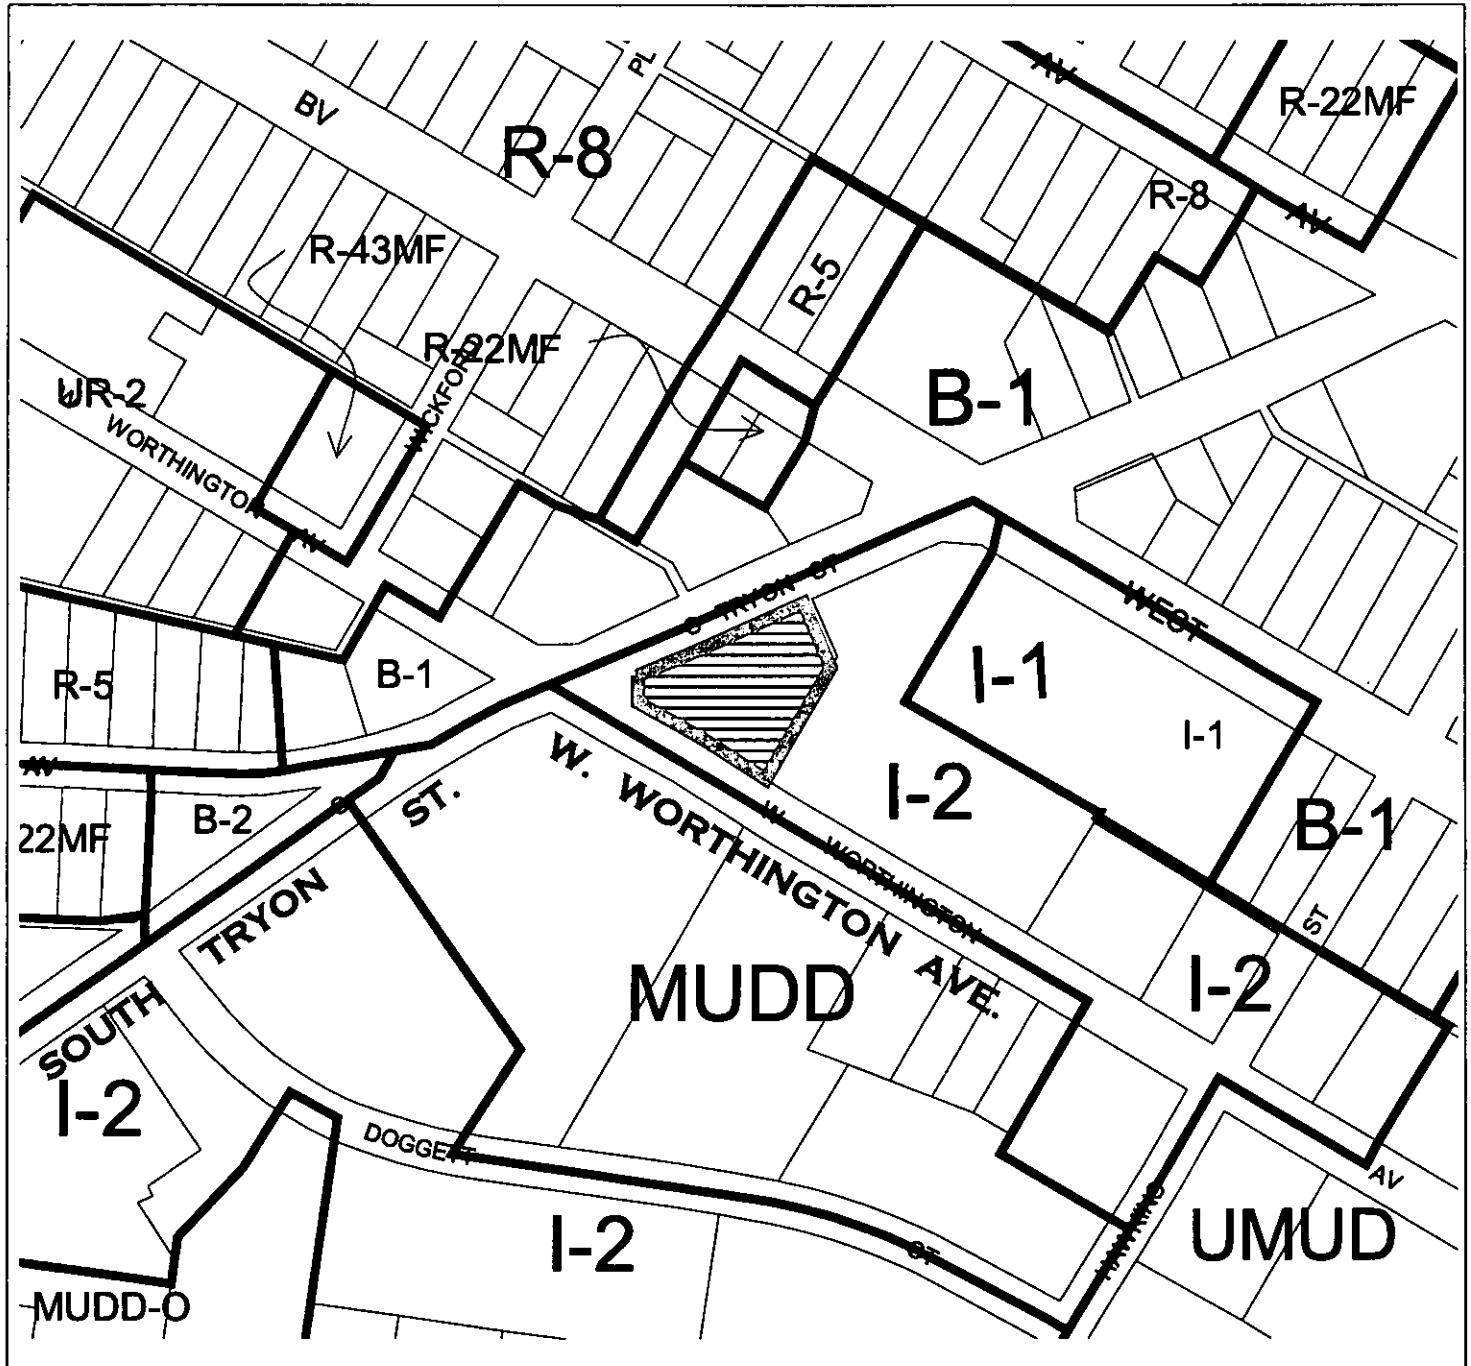 PL
AV
R-22MF
BV
R-8
R-8
AV
R-43MF
R-5
R-22MF
WICKFORD
UR-2
W
WORTHINGTON AV
B-1
S TRYON ST
WEST
R-5
B-1
I-1
I-1
AV
B-2
S
ST.
W. WORTHINGTON AVE.
I-2
B-1
22MF
W WORTHINGTON
ST
SOUTH TRYON
MUDD
I-2
I-2
DOGGETT
ST
HAWKINS
AV
I-2
UMUD
MUDD-O